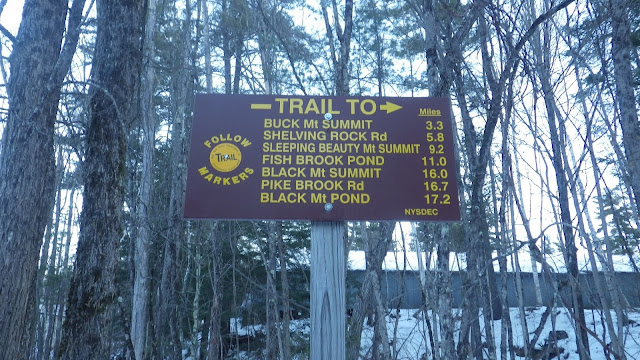 TRAIL TO
Miles
BUCK Mt SUMMIT 3.3
SHELVING ROCK Rd 5.8
SLEEPING BEAUTY Mt SUMMIT 9.2
FISH BROOK POND 11.0
BLACK Mt SUMMIT 16.0
PIKE BROOK Rd 16.7
BLACK Mt POND 17.2
FOLLOW
TRAIL
MARKERS
NYSDEC